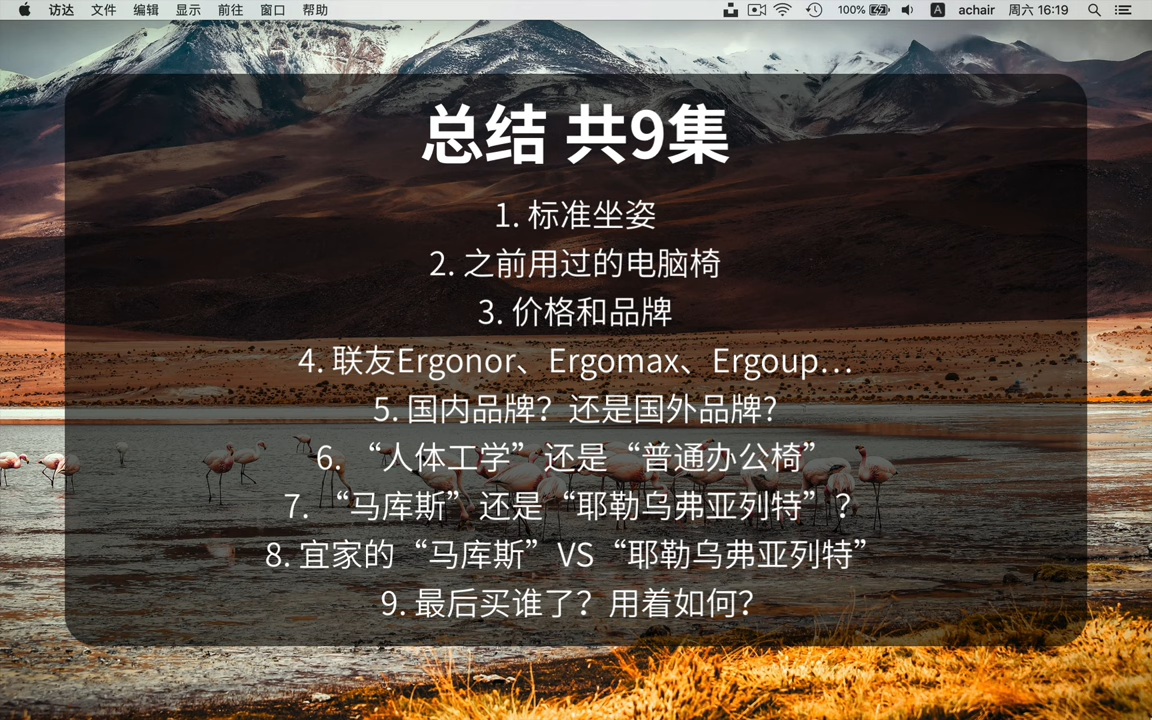 访达 文件 编辑 显示 前往 窗口 帮助 100% A achair 周六 16:19
总结 共9集
1. 标准坐姿
2. 之前用过的电脑椅
3. 价格和品牌
4. 联友Ergonor、Ergomax、Ergoup…
5. 国内品牌？还是国外品牌?
6. “人体工学”还是“普通办公椅”
7. “马库斯”还是“耶勒乌弗亚列特”？
8. 宜家的“马库斯”VS“耶勒乌弗亚列特”
9. 最后买谁了？用着如何?